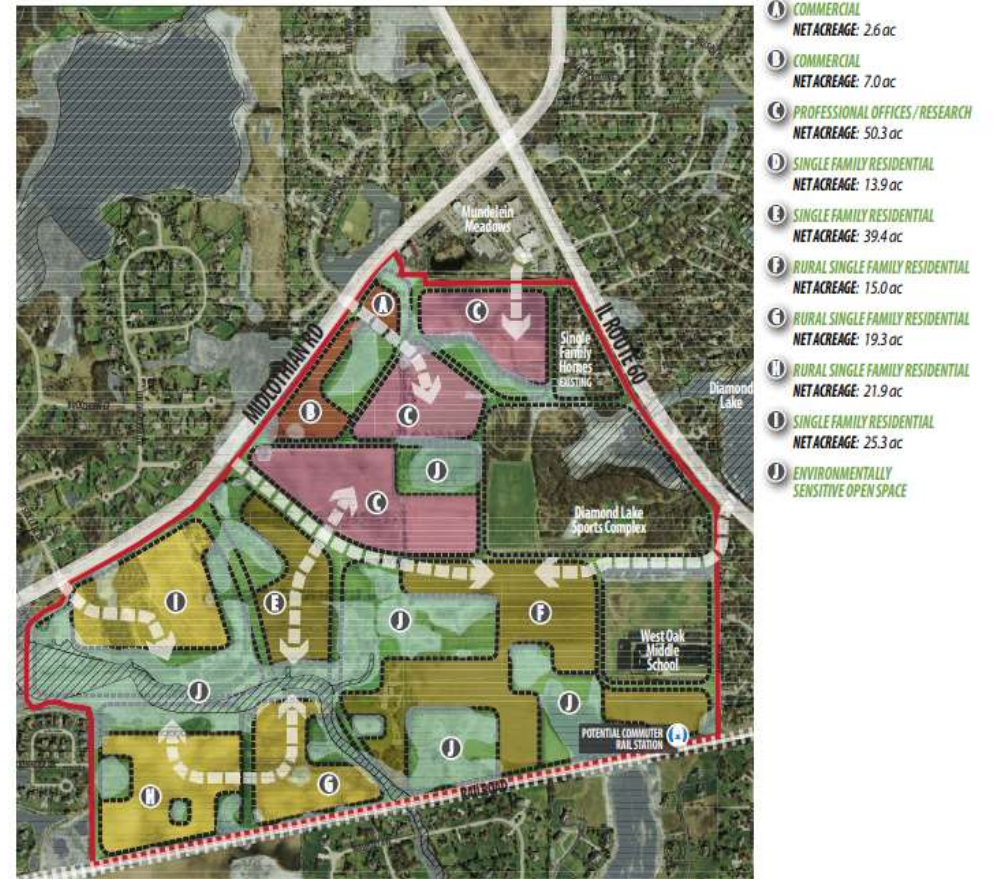 A COMMERCIAL
NET ACREAGE: 2.6 ac
B COMMERCIAL
NET ACREAGE: 7.0 ac
C PROFESSIONAL OFFICES / RESEARCH
NET ACREAGE: 50.3 ac
D SINGLE FAMILY RESIDENTIAL
NET ACREAGE: 13.9 ac
E SINGLE FAMILY RESIDENTIAL
NET ACREAGE: 39.4 ac
F RURAL SINGLE FAMILY RESIDENTIAL
NET ACREAGE: 15.0 ac
G RURAL SINGLE FAMILY RESIDENTIAL
NET ACREAGE: 19.3 ac
H RURAL SINGLE FAMILY RESIDENTIAL
NET ACREAGE: 21.9 ac
I SINGLE FAMILY RESIDENTIAL
NET ACREAGE: 25.3 ac
J ENVIRONMENTALLY
SENSITIVE OPEN SPACE
Mundelein
Meadows
MIDLOTHIAN RD
IL ROUTE 60
A
C
Single
Family
Homes
EXISTING
Diamond
Lake
B
C
J
C
Diamond Lake
Sports Complex
I
E
J
F
West Oak
Middle
School
J
J
POTENTIAL COMMUTER
RAIL STATION
J
G
H
RAILROAD